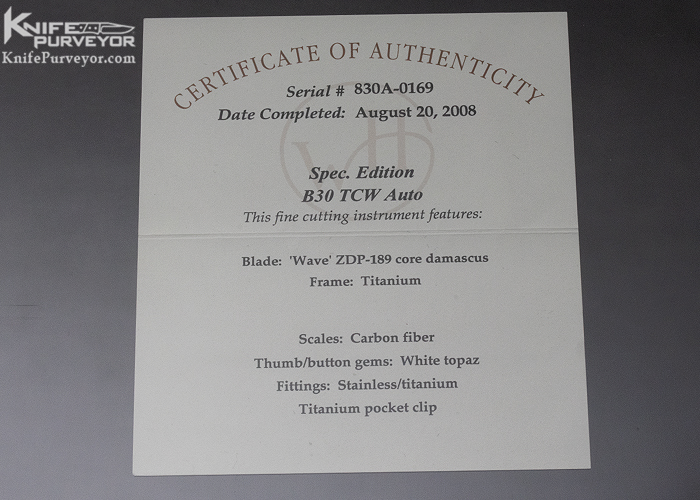 KNIFE
PURVEYOR
KnifePurveyor.com
CERTIFICATE OF AUTHENTICITY
Serial # 830A-0169
Date Completed: August 20, 2008
WH
Spec. Edition
B30 TCW Auto
This fine cutting instrument features:
Blade: 'Wave' ZDP-189 core damascus
Frame: Titanium
Scales: Carbon fiber
Thumb/button gems: White topaz
Fittings: Stainless/titanium
Titanium pocket clip